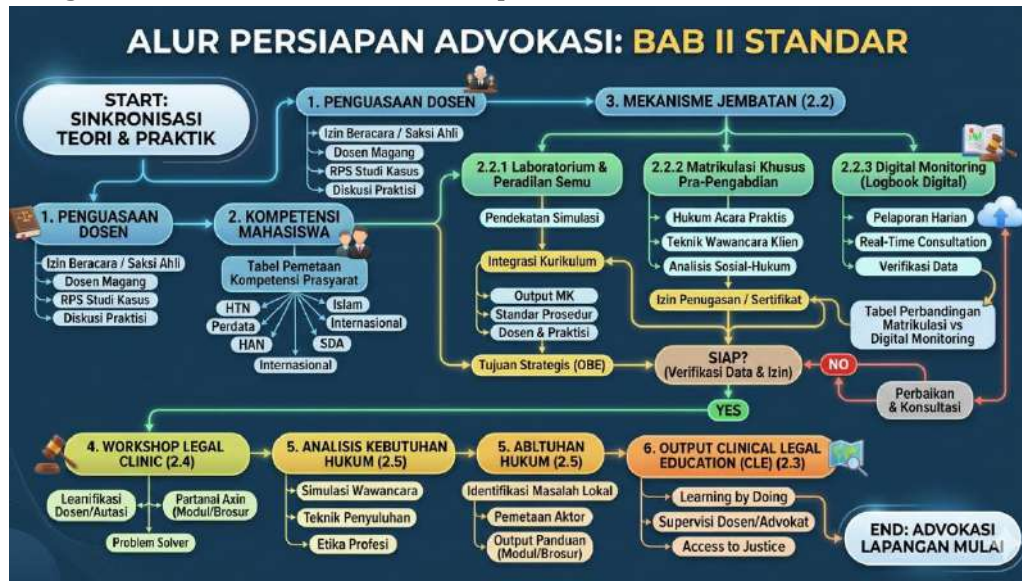 ALUR PERSIAPAN ADVOKASI: BAB II STANDAR
START:
SINKRONISASI
TEORI & PRAKTIK
1. PENGUASAAN DOSEN
Izin Beracara / Saksi Ahli
Dosen Magang
RPS Studi Kasus
Diskusi Praktisi
3. MEKANISME JEMBATAN (2.2)
1. PENGUASAAN
DOSEN
Izin Beracara / Saksi Ahli
Dosen Magang
RPS Studi Kasus
Diskusi Praktisi
2. KOMPETENSI
MAHASISWA
Tabel Pemetaan
Kompetensi Prasyarat
HTN
Perdata
HAN
Internasional
SDA
Internasional
Islam
2.2.1 Laboratorium &
Peradilan Semu
Pendekatan Simulasi
Integrasi Kurikulum
Output MK
Standar Prosedur
Dosen & Praktisi
Tujuan Strategis (OBE)
2.2.2 Matrikulasi Khusus
Pra-Pengabdian
Hukum Acara Praktis
Teknik Wawancara Klien
Analisis Sosial-Hukum
Izin Penugasan / Sertifikat
2.2.3 Digital Monitoring
(Logbook Digital)
Pelaporan Harian
Real-Time Consultation
Verifikasi Data
Tabel Perbandingan
Matrikulasi vs
Digital Monitoring
SIAP?
(Verifikasi Data & Izin)
NO
Perbaikan
& Konsultasi
YES
4. WORKSHOP LEGAL
CLINIC (2.4)
Learnifikasi
Dosen/Autasi
Partanai Axin
(Modul/Brosur
Problem Solver
5. ANALISIS KEBUTUHAN
HUKUM (2.5)
Simulasi Wawancara
Teknik Penyuluhan
Etika Profesi
5. ABLTUHAN
HUKUM (2.5)
Identifikasi Masalah Lokal
Pemetaan Aktor
Output Panduan
(Modul/Brosur)
6. OUTPUT CLINICAL LEGAL
EDUCATION (CLE) (2.3)
Learning by Doing
Supervisi Dosen/Advokat
Access to Justice
END: ADVOKASI
LAPANGAN MULAI